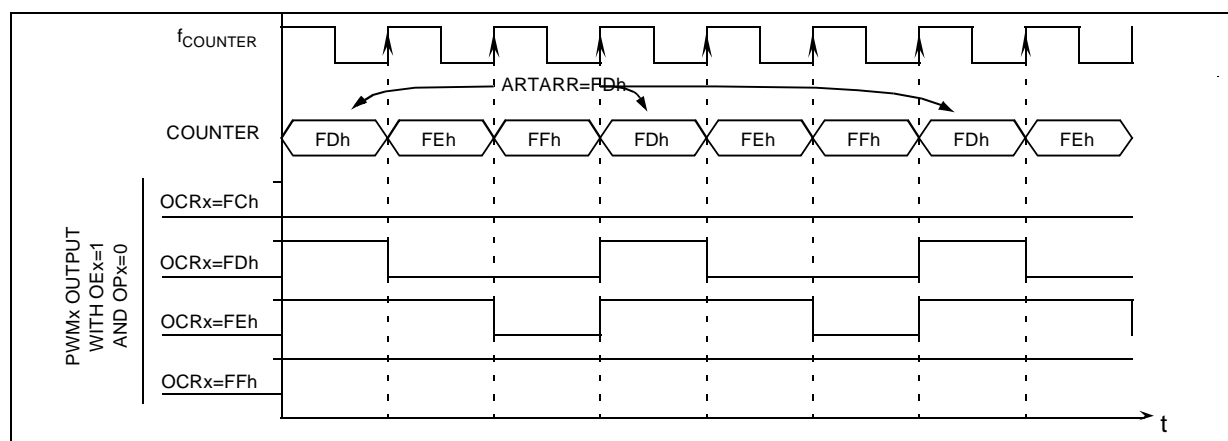 fCOUNTER
ARTARR=FDh
COUNTER
FDh FEh FFh FDh FEh FFh FDh FEh
PWMx OUTPUT
WITH OEx=1
AND OPx=0
OCRx=FCh
OCRx=FDh
OCRx=FEh
OCRx=FFh
t